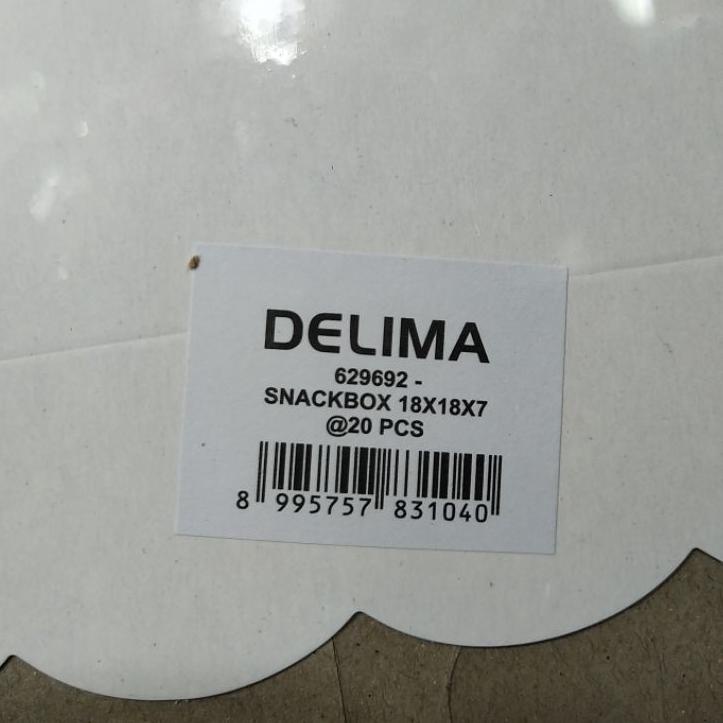 DELIMA
629692 -
SNACKBOX 18X18X7
@20 PCS
8 995757 831040